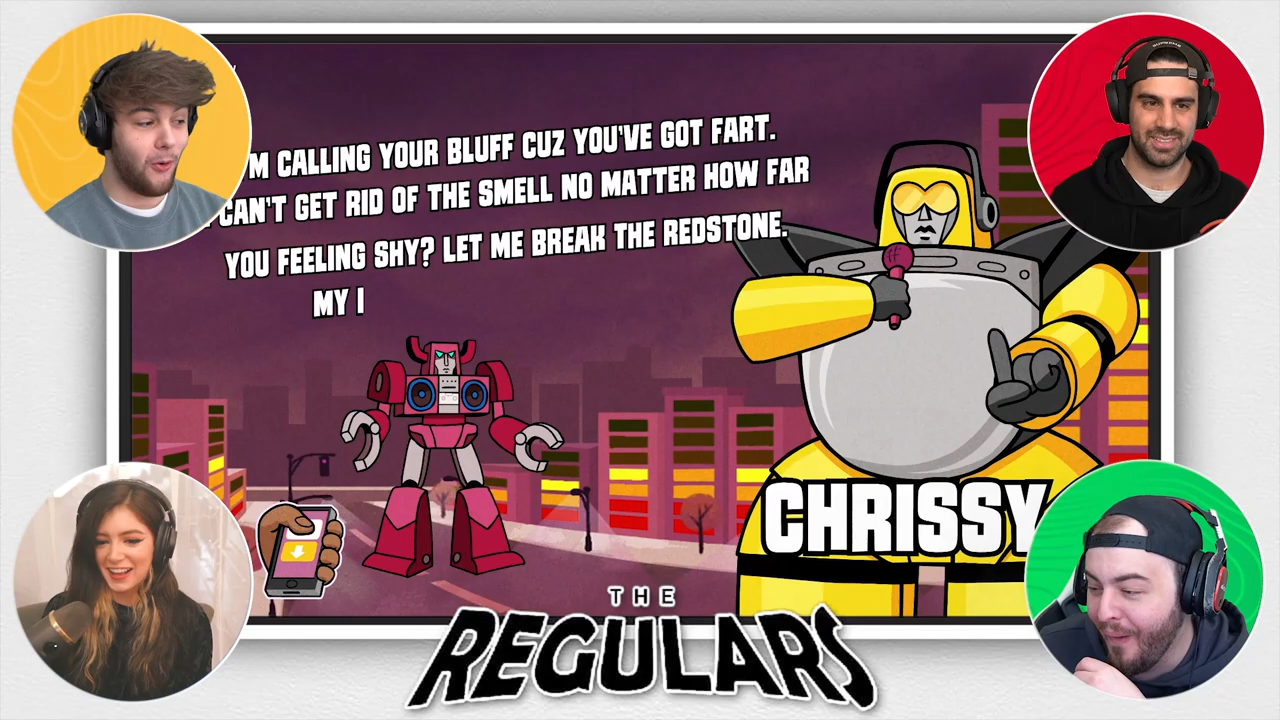 'M CALLING YOUR BLUFF CUZ YOU'VE GOT FART.
CAN'T GET RID OF THE SMELL NO MATTER HOW FAR
YOU FEELING SHY? LET ME BREAK THE REDSTONE.
MY I
CHRISSY
THE
REGULARS